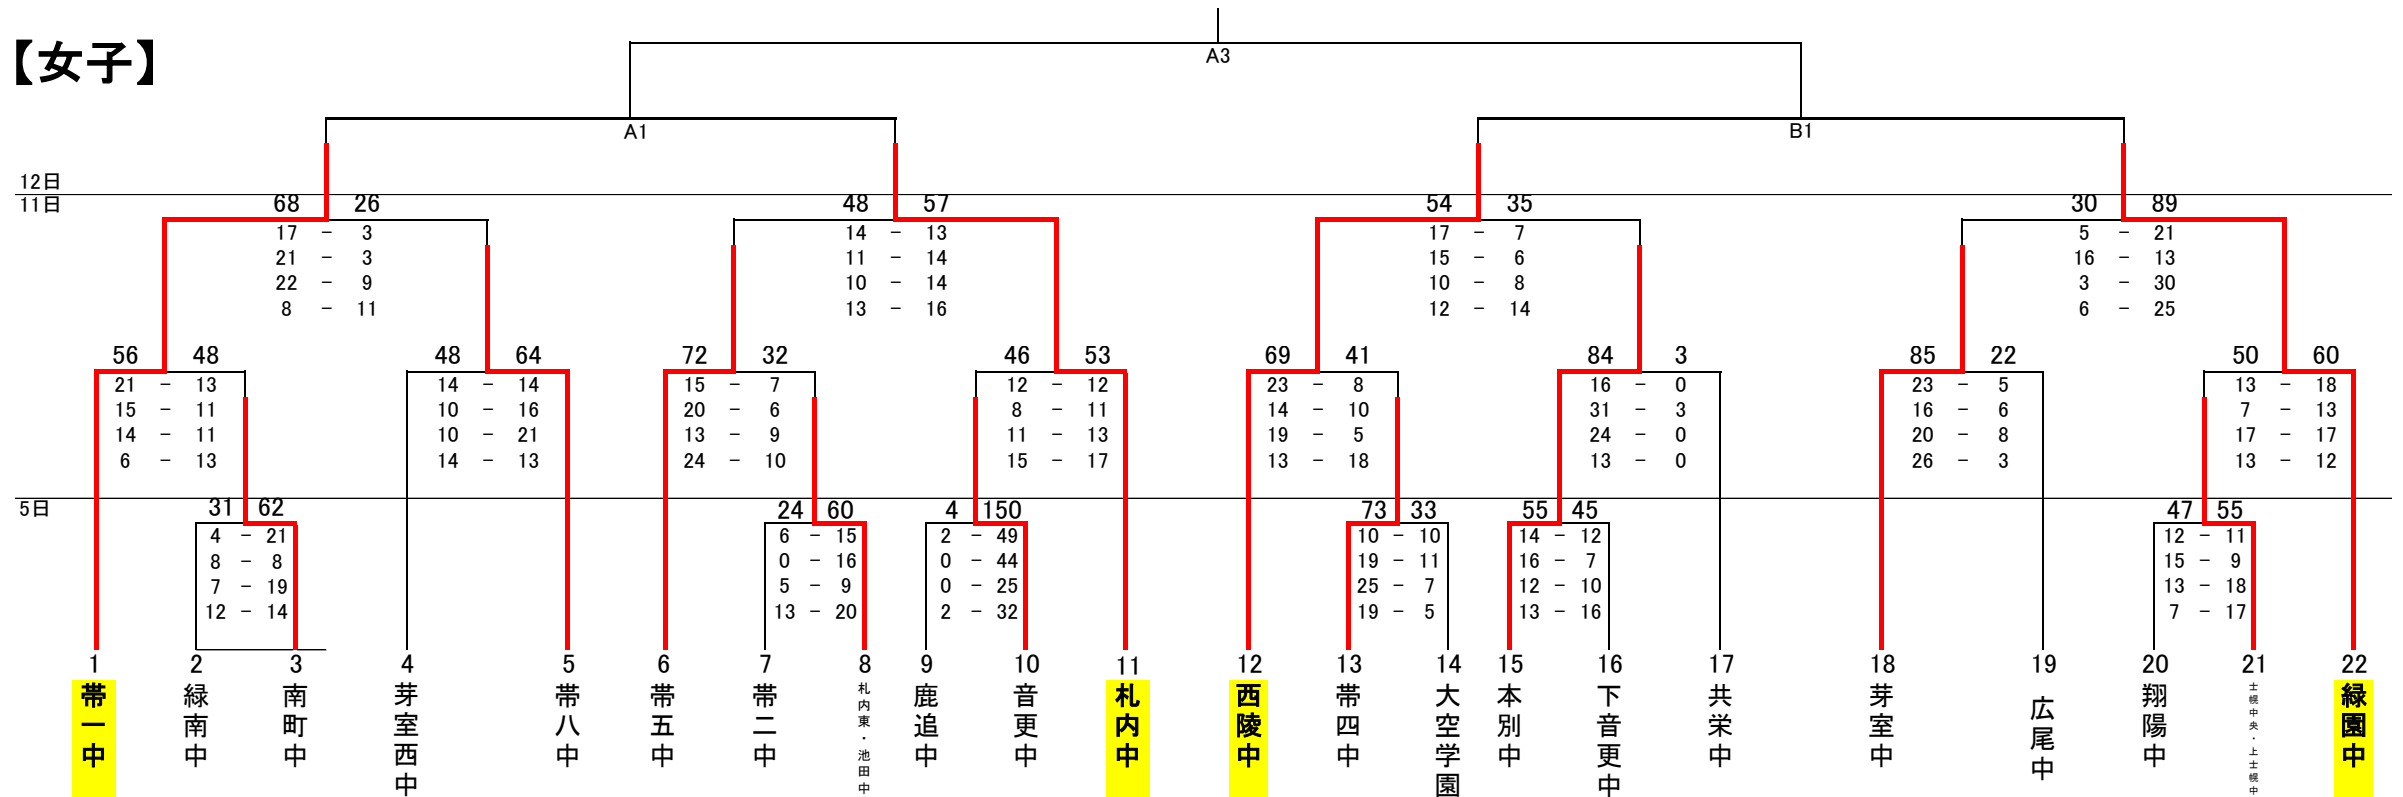 【女子】
A3
A1 B1
12日
11日
68 26 48 57 54 35 30 89
17 － 3 14 － 13 17 － 7 5 － 21
21 － 3 11 － 14 15 － 6 16 － 13
22 － 9 10 － 14 10 － 8 3 － 30
8 － 11 13 － 16 12 － 14 6 － 25
56 48 48 64 72 32 46 53 69 41 84 3 85 22 50 60
21 － 13 14 － 14 15 － 7 12 － 12 23 － 8 16 － 0 23 － 5 13 － 18
15 － 11 10 － 16 20 － 6 8 － 11 14 － 10 31 － 3 16 － 6 7 － 13
14 － 11 10 － 21 13 － 9 11 － 13 19 － 5 24 － 0 20 － 8 17 － 17
6 － 13 14 － 13 24 － 10 15 － 17 13 － 18 13 － 0 26 － 3 13 － 12
5日
31 62 24 60 4 150 73 33 55 45 47 55
4 － 21 6 － 15 2 － 49 10 － 10 14 － 12 12 － 11
8 － 8 0 － 16 0 － 44 19 － 11 16 － 7 15 － 9
7 － 19 5 － 9 0 － 25 25 － 7 12 － 10 13 － 18
12 － 14 13 － 20 2 － 32 19 － 5 13 － 16 7 － 17
1 2 3 4 5 6 7 8 9 10 11 12 13 14 15 16 17 18 19 20 21 22
帯一中
緑南中
南町中
芽室西中
帯八中
帯五中
帯二中
札内東・池田中
鹿追中
音更中
札内中
西陵中
帯四中
大空学園
本別中
下音更中
共栄中
芽室中
広尾中
翔陽中
士幌中央・上士幌中
緑園中